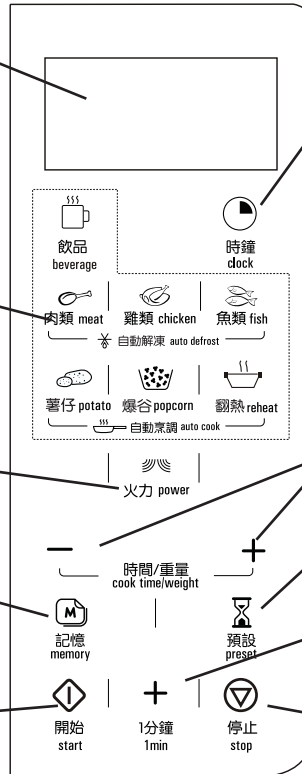 飲品
beverage
時鐘
clock
肉類 meat
雞類 chicken
魚類 fish
自動解凍 auto defrost
薯仔 potato
爆谷 popcorn
翻熱 reheat
自動烹調 auto cook
火力 power
− +
時間/重量
cook time/weight
M
記憶
memory
預設
preset
開始
start
+
1分鐘
1min
停止
stop